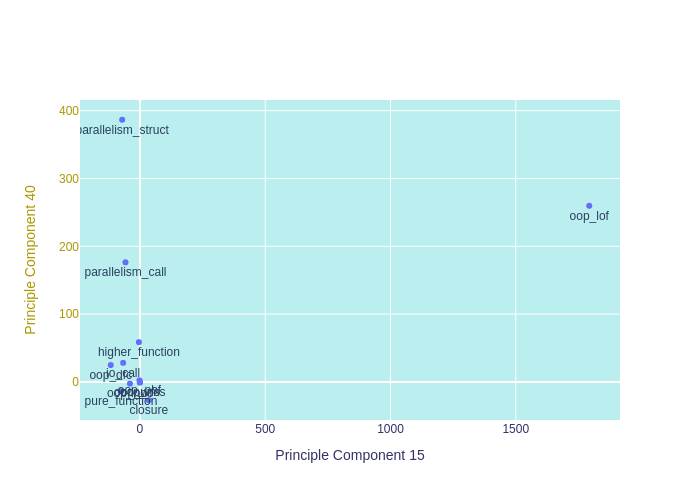 400
parallelism_struct
300
oop_lof
200
parallelism_call
100
higher_function
io_call
0
pure_function
closure
0
500
1000
1500
Principle Component 15
Principle Component 40